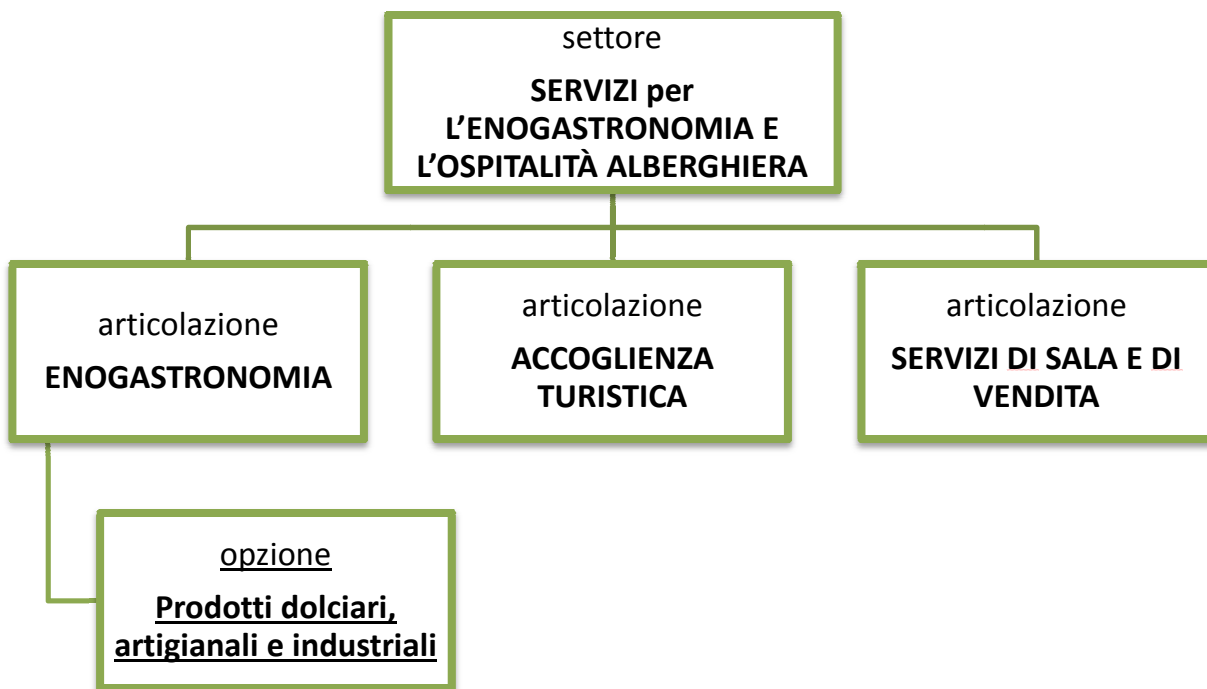 settore
SERVIZI per
L’ENOGASTRONOMIA E
L’OSPITALITÀ ALBERGHIERA
articolazione
ENOGASTRONOMIA
articolazione
ACCOGLIENZA
TURISTICA
articolazione
SERVIZI DI SALA E DI
VENDITA
opzione
Prodotti dolciari,
artigianali e industriali